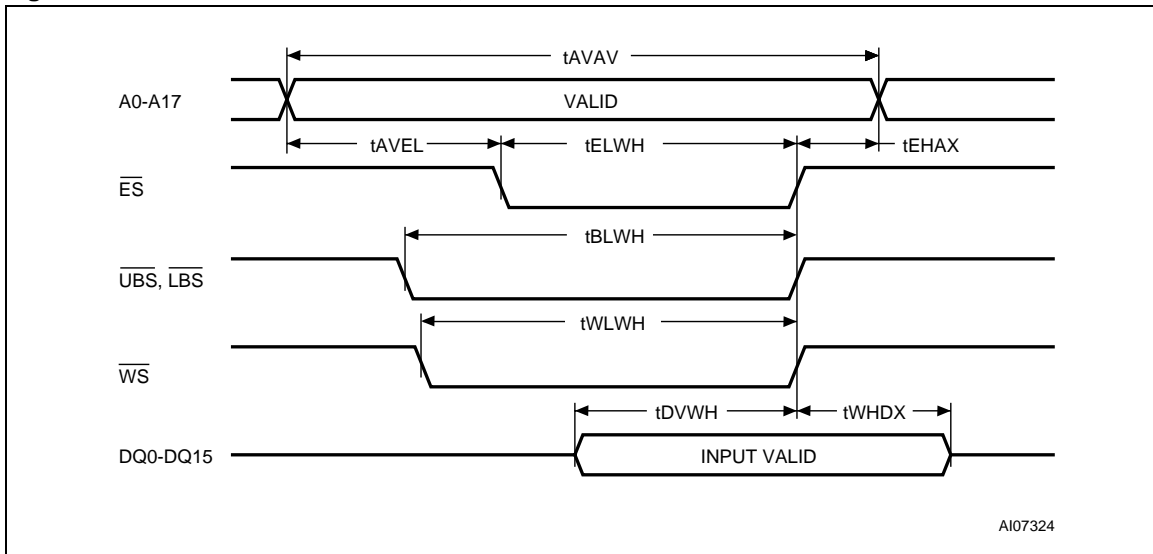 tAVAV
A0-A17
VALID
tAVEL
tELWH
tEHAX
ES
tBLWH
UBS, LBS
tWLWH
WS
tDVWH
tWHDX
DQ0-DQ15
INPUT VALID
AI07324